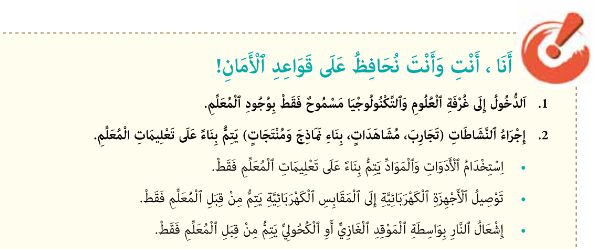 أَنَا ، أَنْتِ وَأَنْتَ نُحَافِظُ عَلَى قَوَاعِدِ ٱلْأَمَانِ!
1. اَلدُّخُولُ إِلَى غُرْفَةِ ٱلْعُلُومِ وَٱلتِّكْنُولُوجْيَا مَسْمُوحٌ فَقَطْ بِوُجُودِ ٱلْمُعَلِّمِ.
2. إِجْرَاءُ ٱلنَّشَاطَاتِ (تَجَارِبَ، مُشَاهَدَاتٍ، بِنَاءِ نَمَاذِجَ وَمُنْتَجَاتٍ) يَتِمُّ بِنَاءً عَلَى تَعْلِيمَاتِ ٱلْمُعَلِّمِ.
• اِسْتِخْدَامُ ٱلْأَدَوَاتِ وَٱلْمَوَادِّ يَتِمُّ بِنَاءً عَلَى تَعْلِيمَاتِ ٱلْمُعَلِّمِ فَقَطْ.
• تَوْصِيلُ ٱلْأَجْهِزَةِ ٱلْكَهْرَبَائِيَّةِ إِلَى ٱلْمَقَابِسِ ٱلْكَهْرَبَائِيَّةِ يَتِمُّ مِنْ قِبَلِ ٱلْمُعَلِّمِ فَقَطْ.
• إِشْعَالُ ٱلنَّارِ بِوَاسِطَةِ ٱلْمَوْقِدِ ٱلْغَازِيِّ أَوِ ٱلْكُحُولِيِّ يَتِمُّ مِنْ قِبَلِ ٱلْمُعَلِّمِ فَقَطْ.